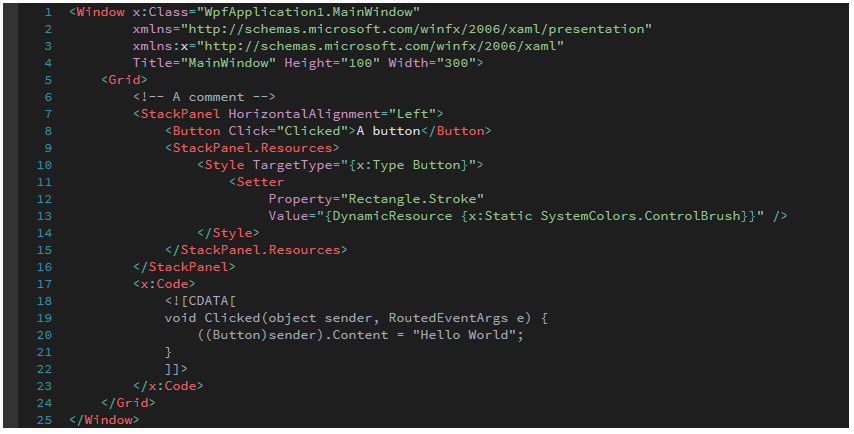 1 <Window x:Class="WpfApplication1.MainWindow"
2         xmlns="http://schemas.microsoft.com/winfx/2006/xaml/presentation"
3         xmlns:x="http://schemas.microsoft.com/winfx/2006/xaml"
4         Title="MainWindow" Height="100" Width="300">
5     <Grid>
6         <!-- A comment -->
7         <StackPanel HorizontalAlignment="Left">
8             <Button Click="Clicked">A button</Button>
9             <StackPanel.Resources>
10                 <Style TargetType="{x:Type Button}">
11                     <Setter
12                          Property="Rectangle.Stroke"
13                          Value="{DynamicResource {x:Static SystemColors.ControlBrush}}" />
14                 </Style>
15             </StackPanel.Resources>
16         </StackPanel>
17         <x:Code>
18             <![CDATA[
19             void Clicked(object sender, RoutedEventArgs e) {
20                 ((Button)sender).Content = "Hello World";
21             }
22             ]]>
23         </x:Code>
24     </Grid>
25 </Window>